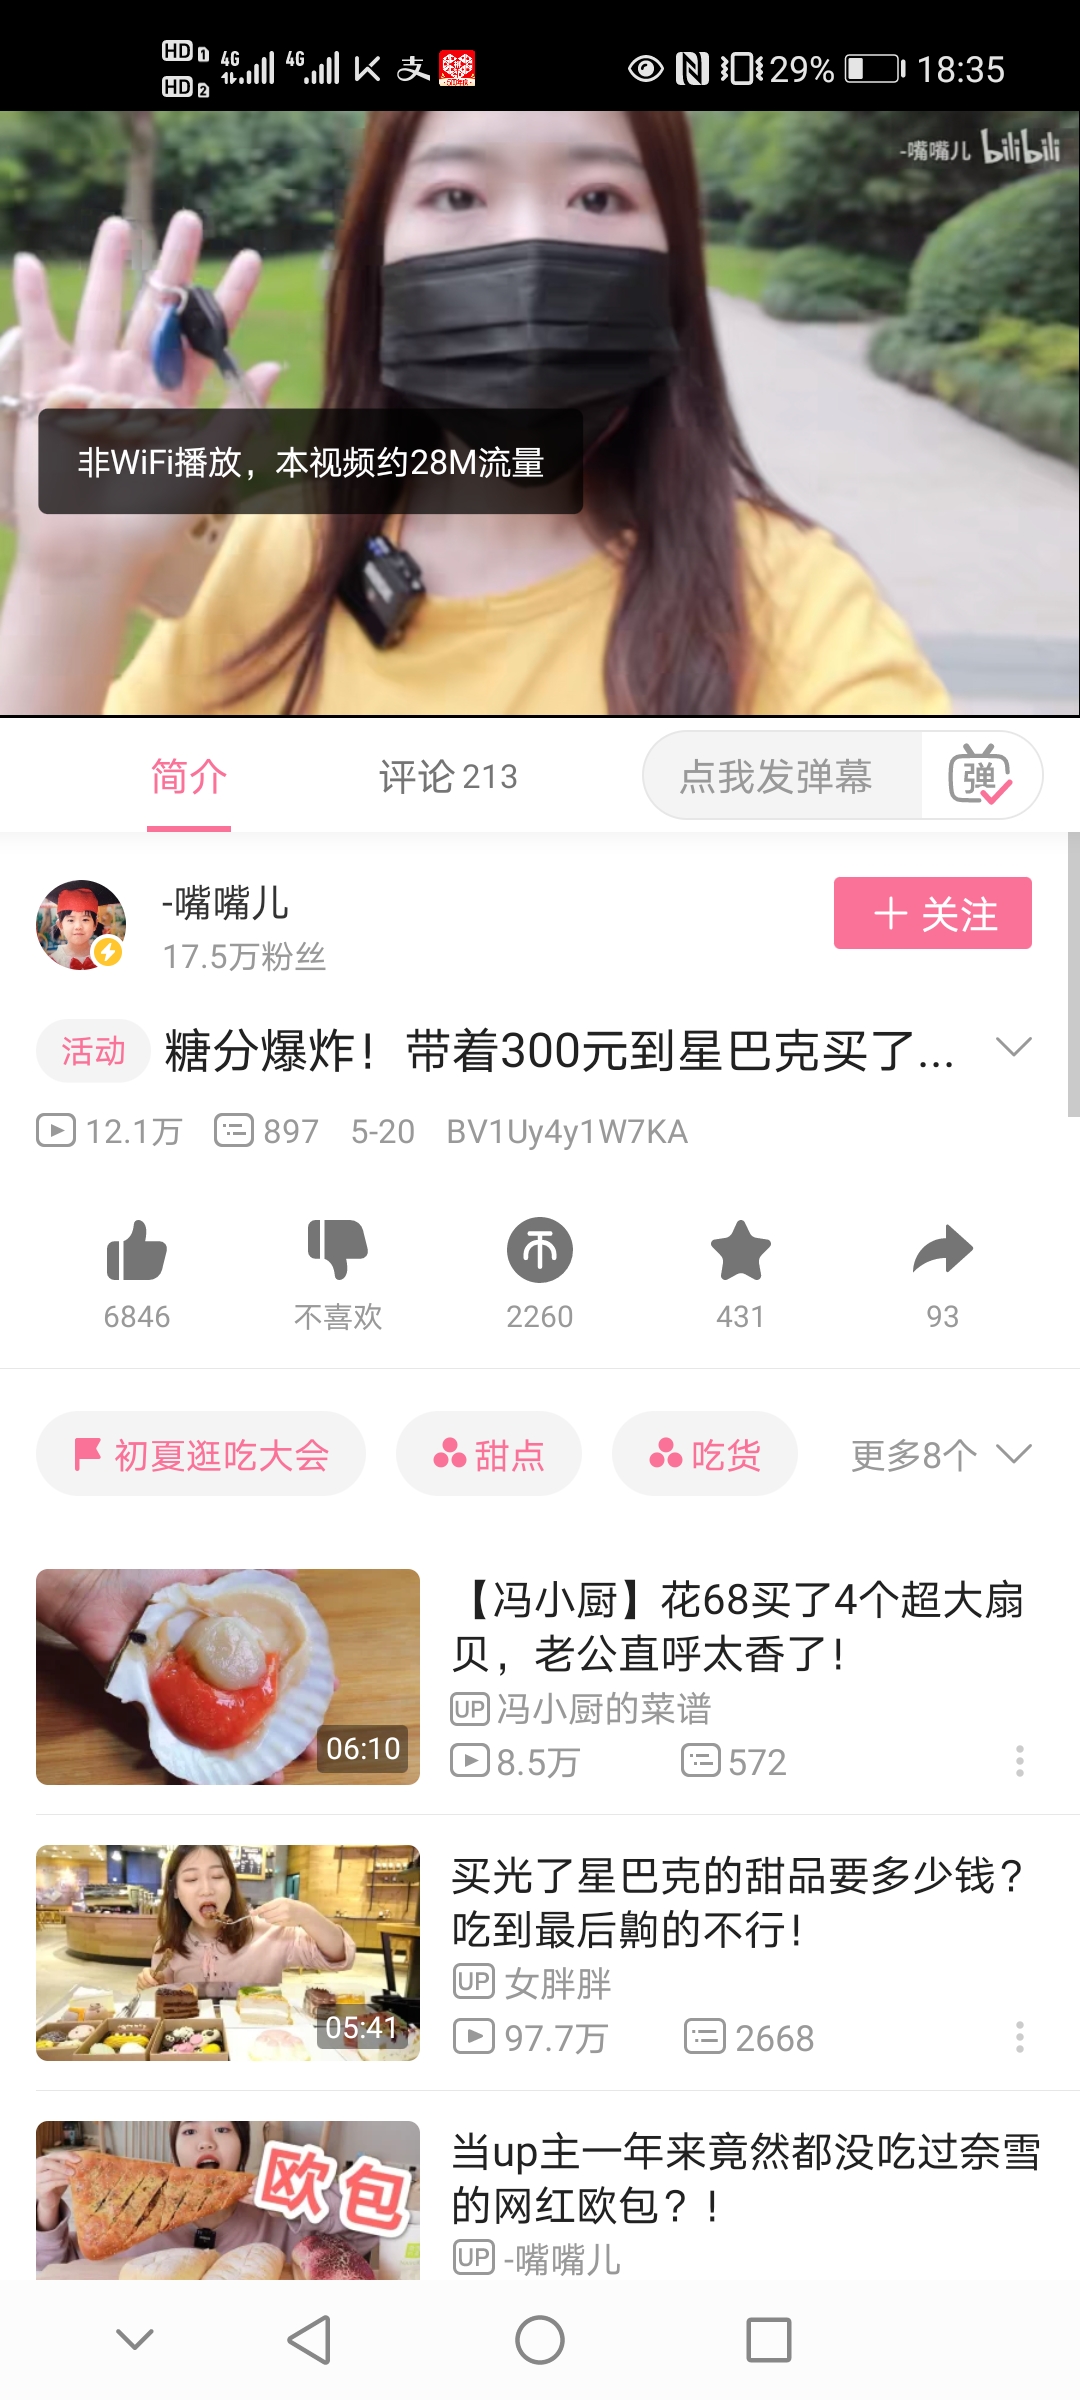 HD 1 4G 4G 支 29% 18:35
HD 2
-嘴嘴儿 bilibili
非WiFi播放，本视频约28M流量
简介 评论 213 点我发弹幕 弹
-嘴嘴儿
17.5万粉丝
关注
活动 糖分爆炸！带着300元到星巴克买了...
12.1万 897 5-20 BV1Uy4y1W7KA
6846 不喜欢 2260 431 93
初夏逛吃大会 甜点 吃货 更多8个
【冯小厨】花68买了4个超大扇
贝，老公直呼太香了！
UP 冯小厨的菜谱
06:10
8.5万 572
买光了星巴克的甜品要多少钱？
吃到最后齁的不行！
UP 女胖胖
05:41
97.7万 2668
欧包
当up主一年来竟然都没吃过奈雪
的网红欧包？！
UP -嘴嘴儿